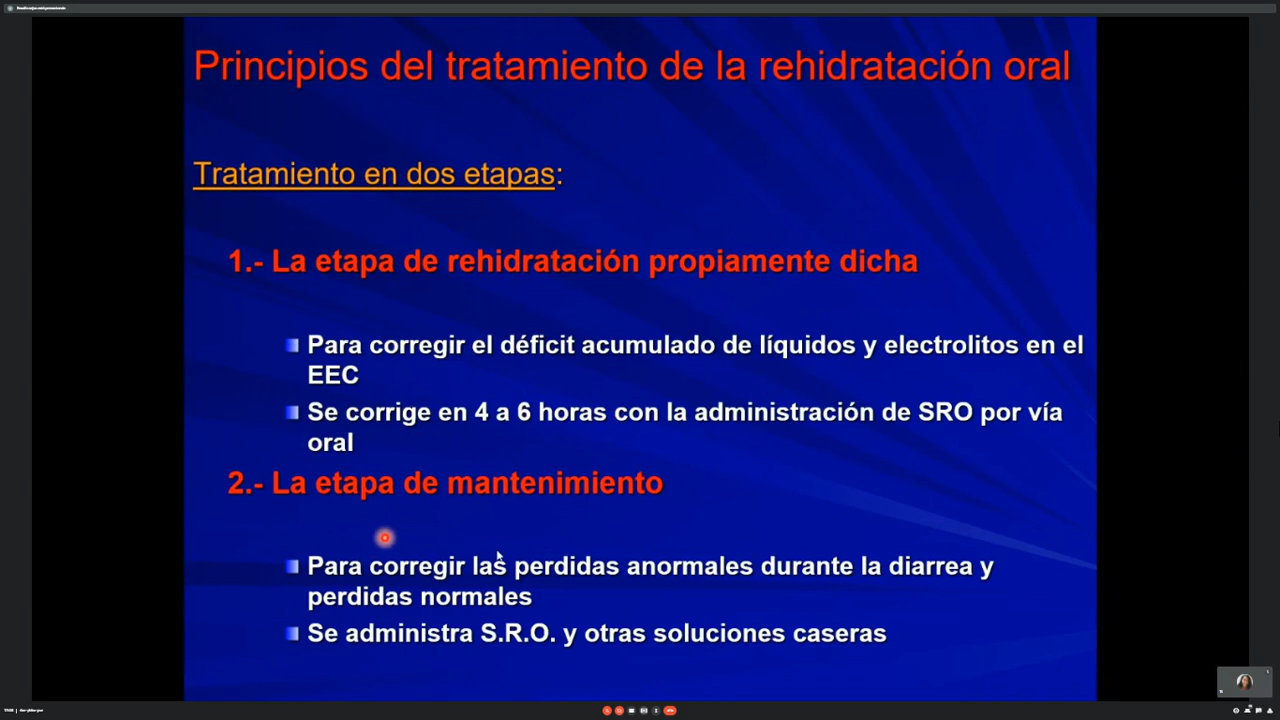 Principios del tratamiento de la rehidratación oral
Tratamiento en dos etapas:
1.- La etapa de rehidratación propiamente dicha
Para corregir el déficit acumulado de líquidos y electrolitos en el
EEC
Se corrige en 4 a 6 horas con la administración de SRO por vía
oral
2.- La etapa de mantenimiento
Para corregir las perdidas anormales durante la diarrea y
perdidas normales
Se administra S.R.O. y otras soluciones caseras